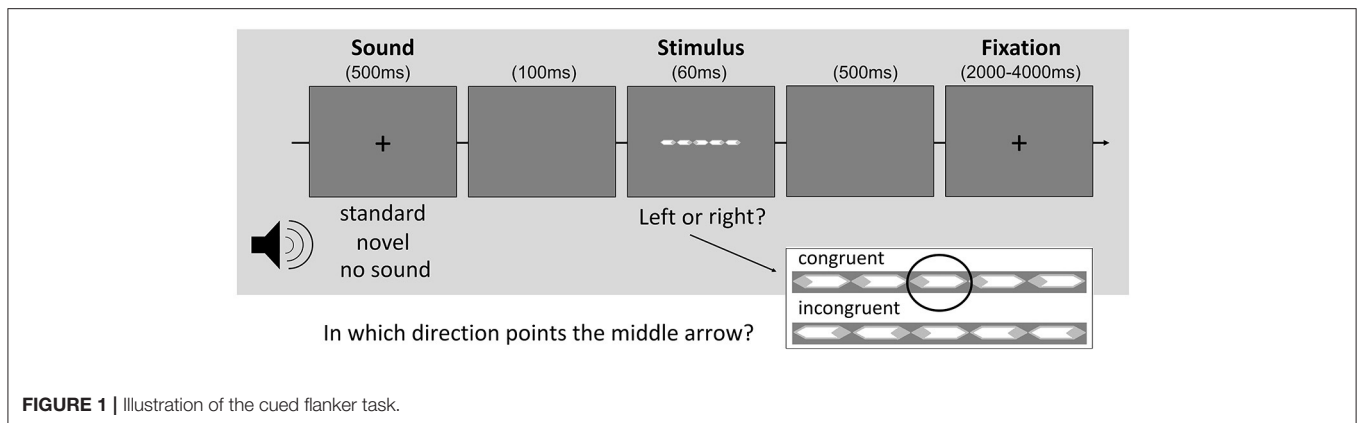 Sound
(500ms)
(100ms)
Stimulus
(60ms)
(500ms)
Fixation
(2000-4000ms)
+
+
standard
novel
no sound
Left or right?
congruent
incongruent
In which direction points the middle arrow?
FIGURE 1 | Illustration of the cued flanker task.